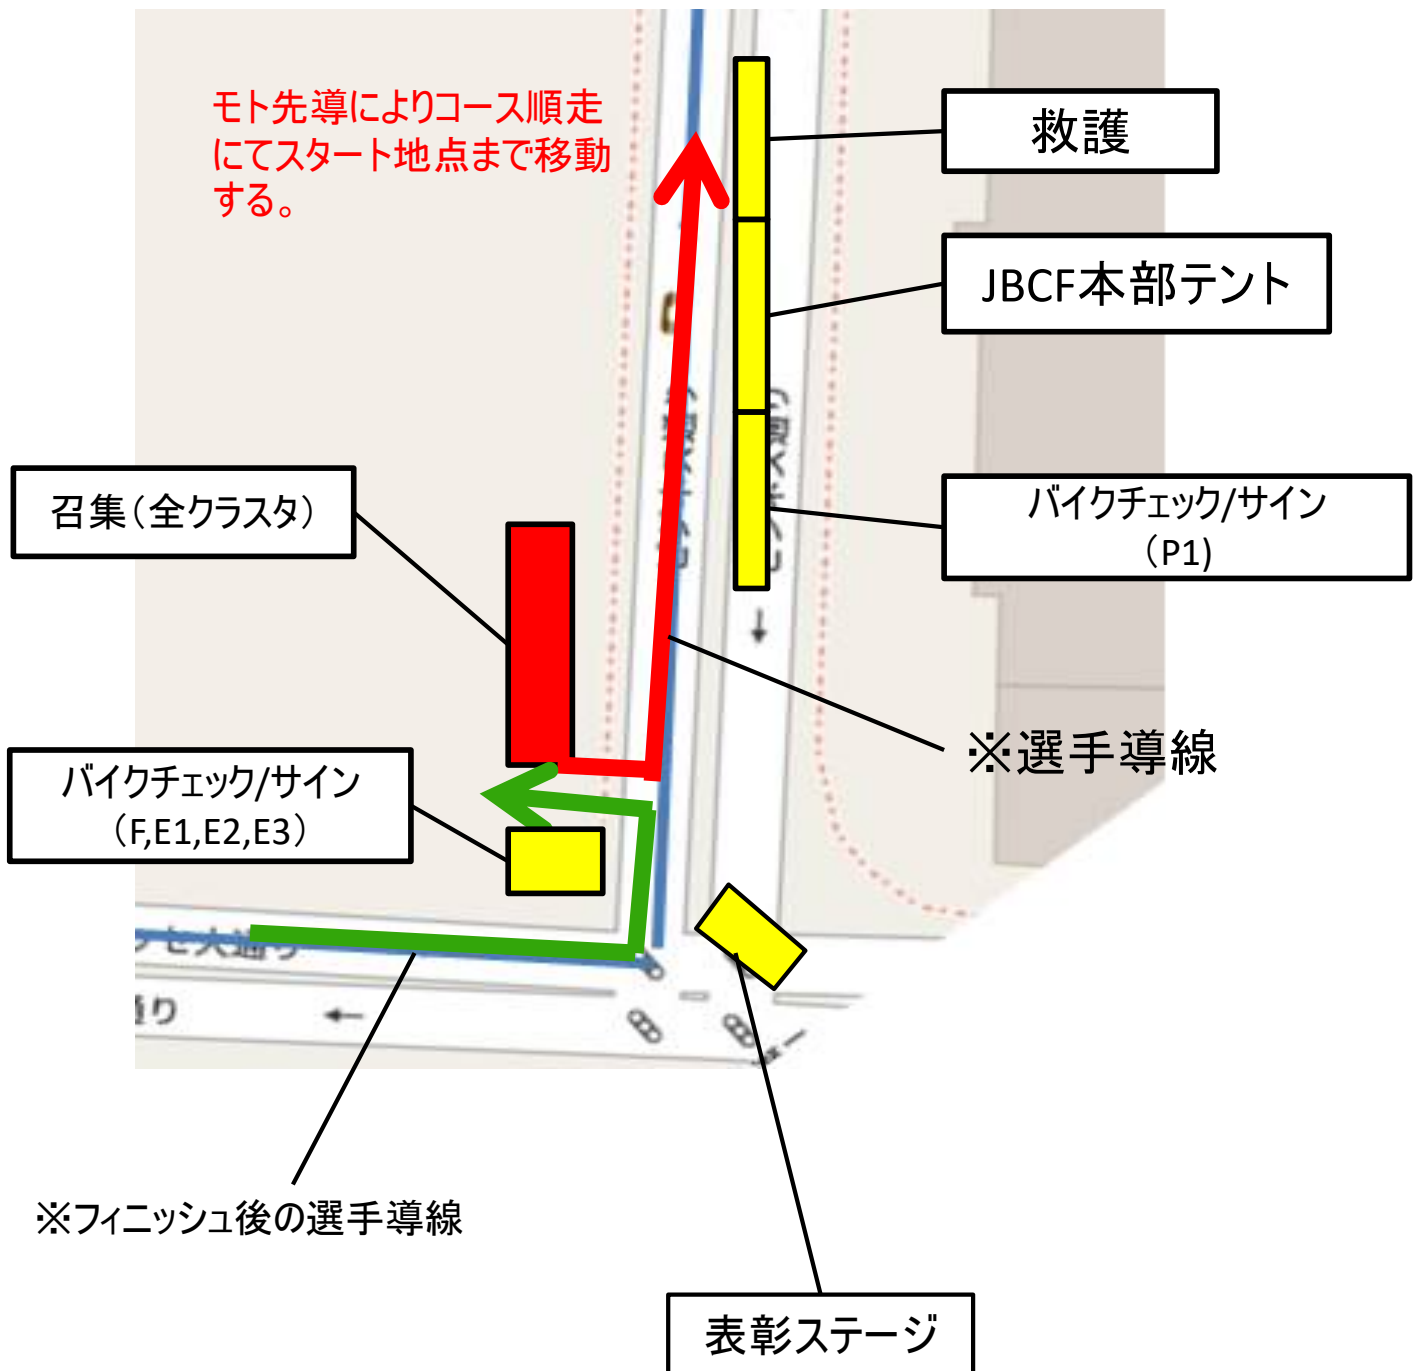 モト先導によりコース順走
にてスタート地点まで移動
する。
救護
JBCF本部テント
召集（全クラスタ）
バイクチェック/サイン
（P1)
※選手導線
バイクチェック/サイン
（F,E1,E2,E3）
※フィニッシュ後の選手導線
表彰ステージ